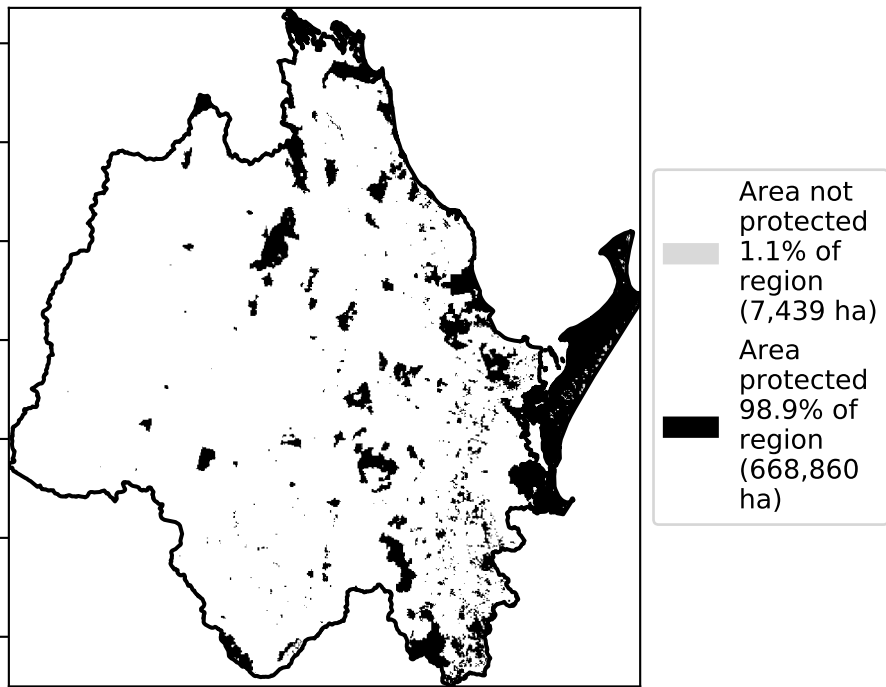 Area not
protected
1.1% of
region
(7,439 ha)
Area
protected
98.9% of
region
(668,860
ha)